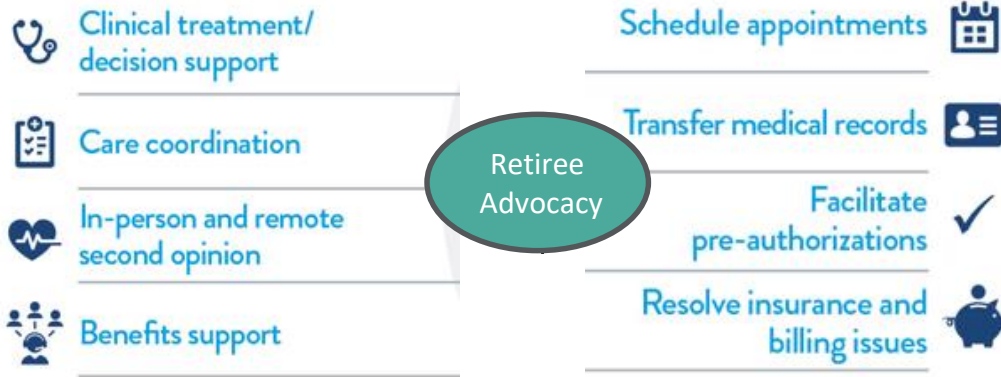 Clinical treatment/
decision support
Care coordination
In-person and remote
second opinion
Benefits support
Retiree
Advocacy
Schedule appointments
Transfer medical records
Facilitate
pre-authorizations
Resolve insurance and
billing issues